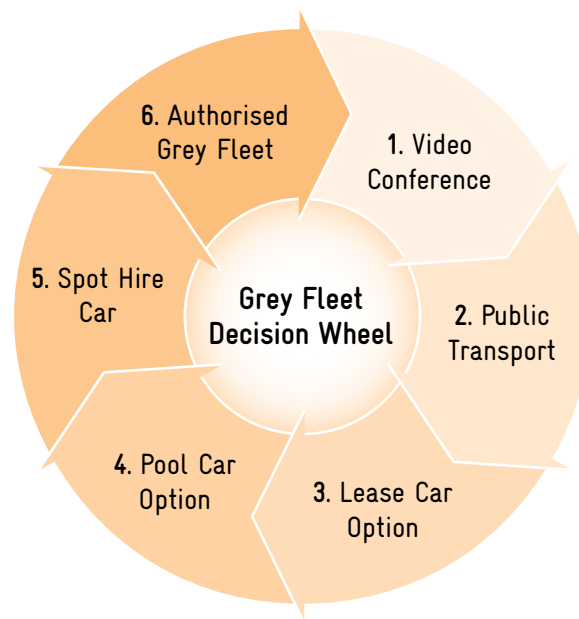 Grey Fleet
Decision Wheel
1. Video
Conference
2. Public
Transport
3. Lease Car
Option
4. Pool Car
Option
5. Spot Hire
Car
6. Authorised
Grey Fleet